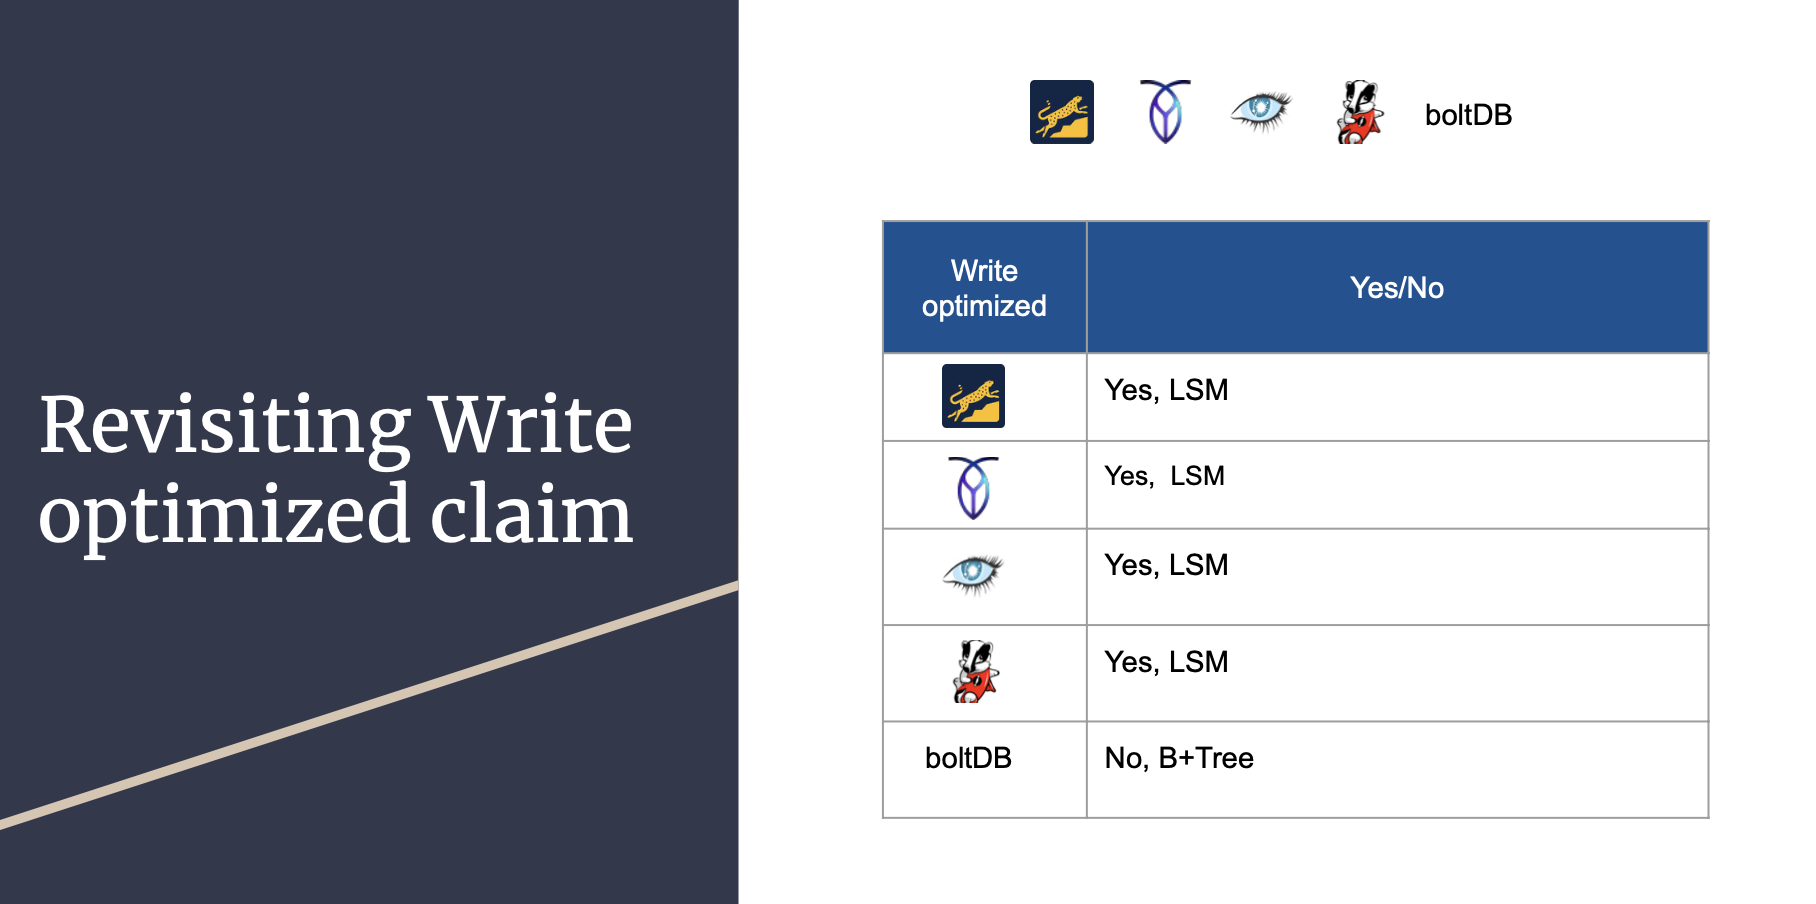 Revisiting Write
optimized claim
boltDB
Write
optimized
Yes/No
Yes, LSM
Yes,  LSM
Yes, LSM
Yes, LSM
boltDB
No, B+Tree